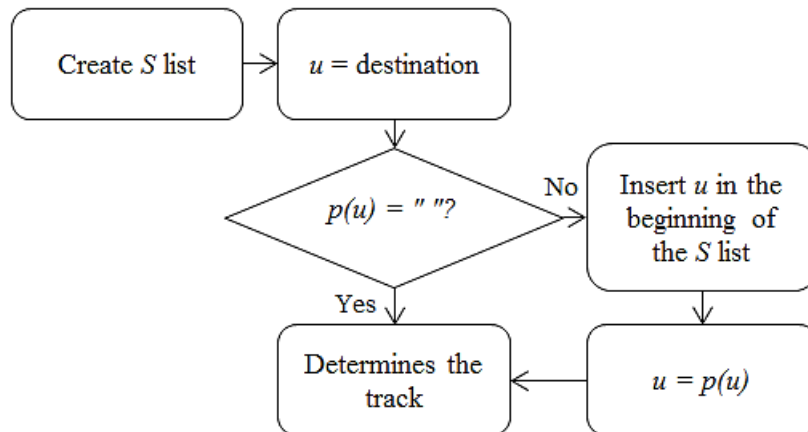 Create S list
u = destination
p(u) = " "?
No
Insert u in the
beginning of
the S list
Yes
Determines the
track
u = p(u)